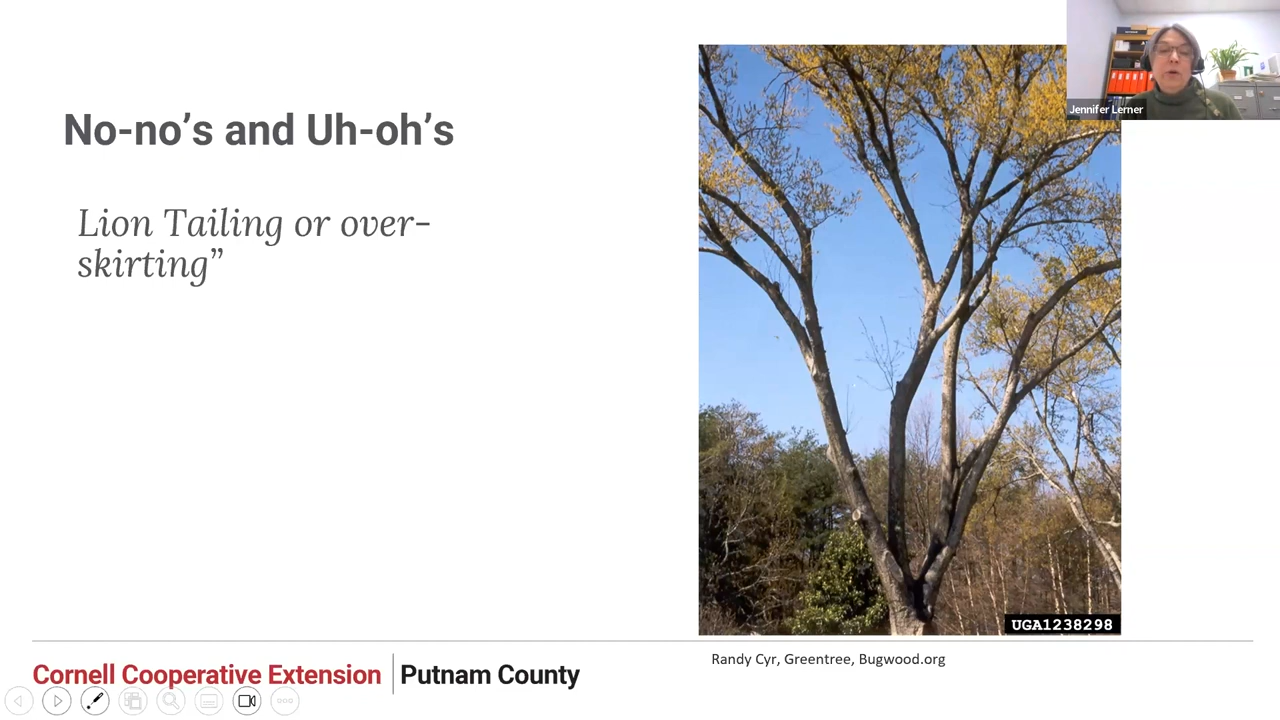 No-no’s and Uh-oh’s
Lion Tailing or over-
skirting”
Jennifer Lerner
UGA1238298
Randy Cyr, Greentree, Bugwood.org
Cornell Cooperative Extension | Putnam County